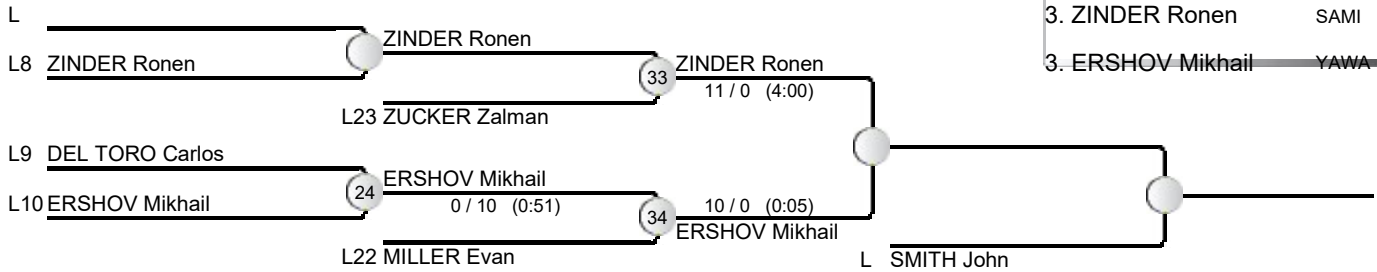 L
3. ZINDER Ronen SAMI
ZINDER Ronen
L8 ZINDER Ronen
33
ZINDER Ronen
3. ERSHOV Mikhail YAWA
11 / 0 (4:00)
L23 ZUCKER Zalman
L9 DEL TORO Carlos
24
ERSHOV Mikhail
L10 ERSHOV Mikhail
0 / 10 (0:51)
34
10 / 0 (0:05)
ERSHOV Mikhail
L22 MILLER Evan
L SMITH John